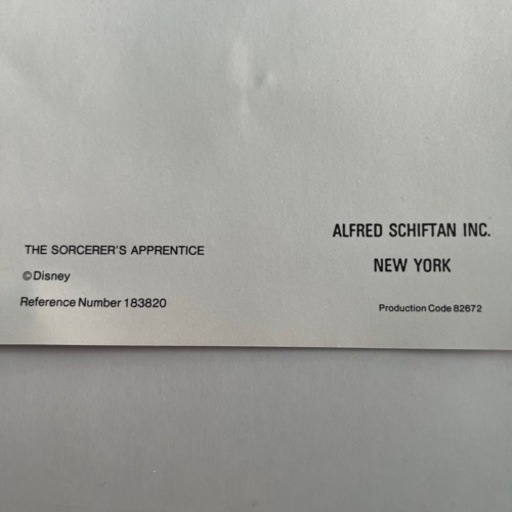 THE SORCERER'S APPRENTICE
©Disney
Reference Number 183820
ALFRED SCHIFTAN INC.
NEW YORK
Production Code 82672